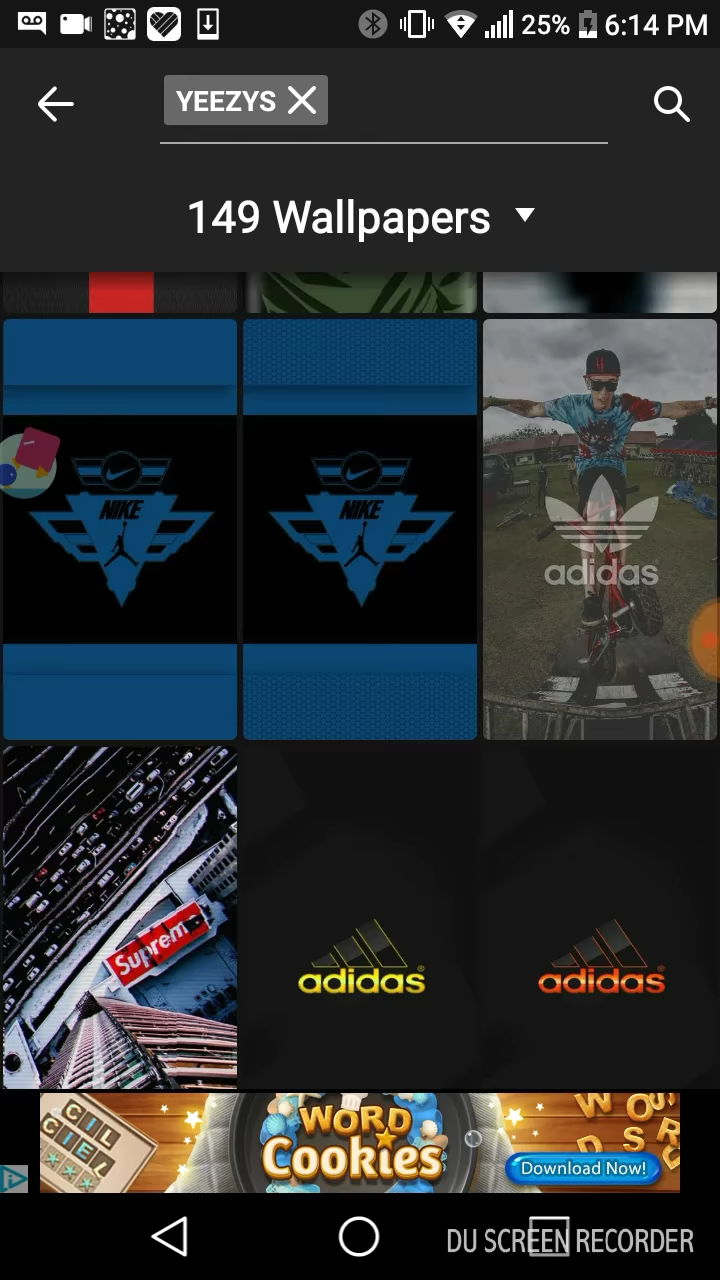 25% 6:14 PM
YEEZYS
149 Wallpapers
NIKE
NIKE
adidas
Supreme
adidas
adidas
WORD
Cookies
Download Now!
DU SCREEN RECORDER